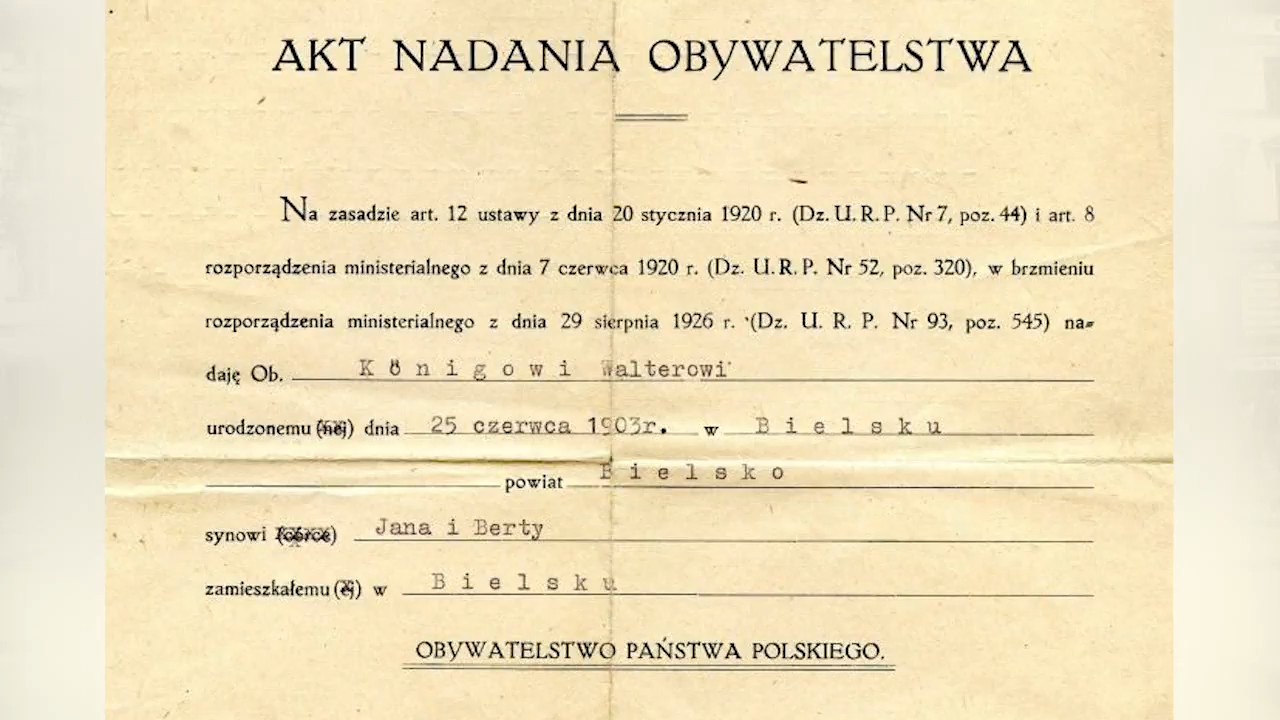 AKT NADANIA OBYWATELSTWA
Na zasadzie art. 12 ustawy z dnia 20 stycznia 1920 r. (Dz. U. R. P. Nr 7, poz. 44) i art. 8
rozporządzenia ministerialnego z dnia 7 czerwca 1920 r. (Dz. U. R. P. Nr 52, poz. 320), w brzmieniu
rozporządzenia ministerialnego z dnia 29 sierpnia 1926 r. (Dz. U. R. P. Nr 93, poz. 545) na=
daję Ob. Königowi Walterowi
urodzonemu (nej) dnia 25 czerwca 1903r. w Bielsku
powiat Bielsko
synowi (córce) Jana i Berty
zamieszkałemu (ej) w Bielsku
OBYWATELSTWO PAŃSTWA POLSKIEGO.